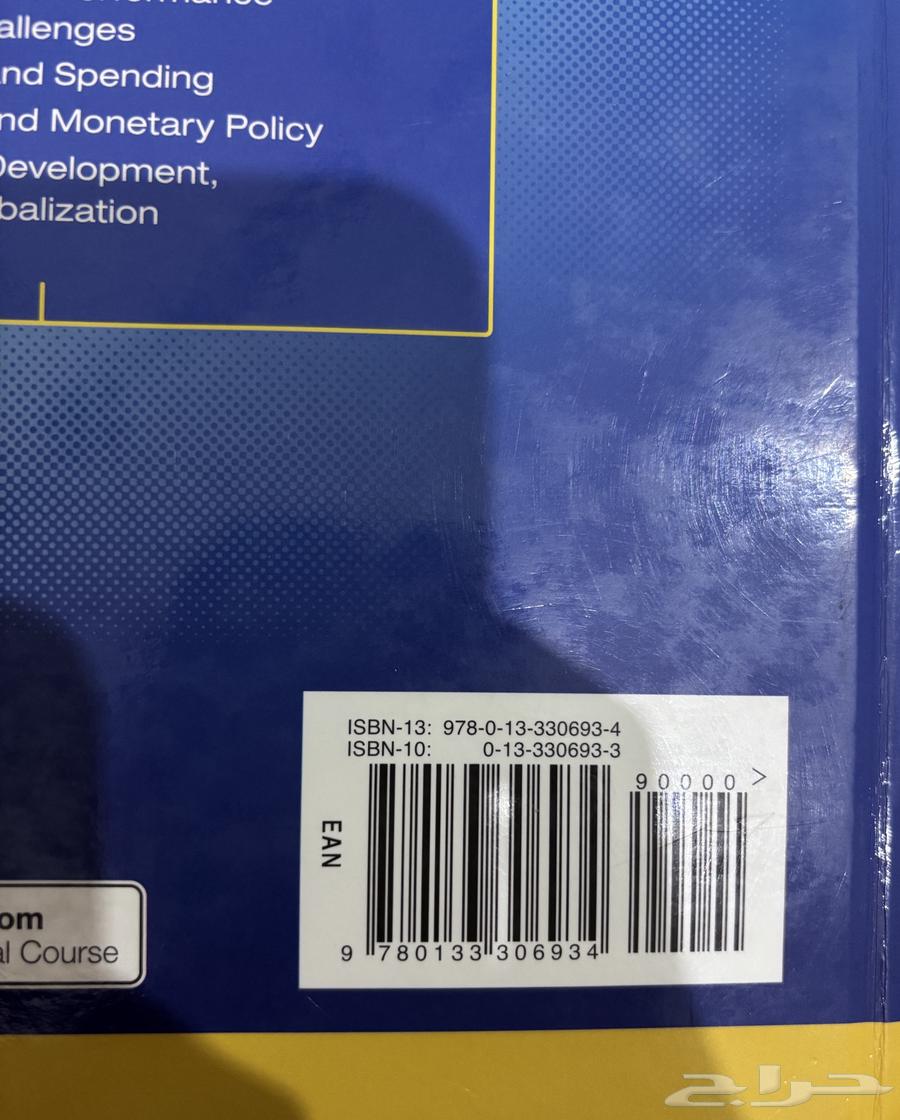 allenges
nd Spending
nd Monetary Policy
Development,
balization
ISBN-13: 978-0-13-330693-4
ISBN-10: 0-13-330693-3
90000 >
EAN
9 780133 306934
om
al Course
حراج